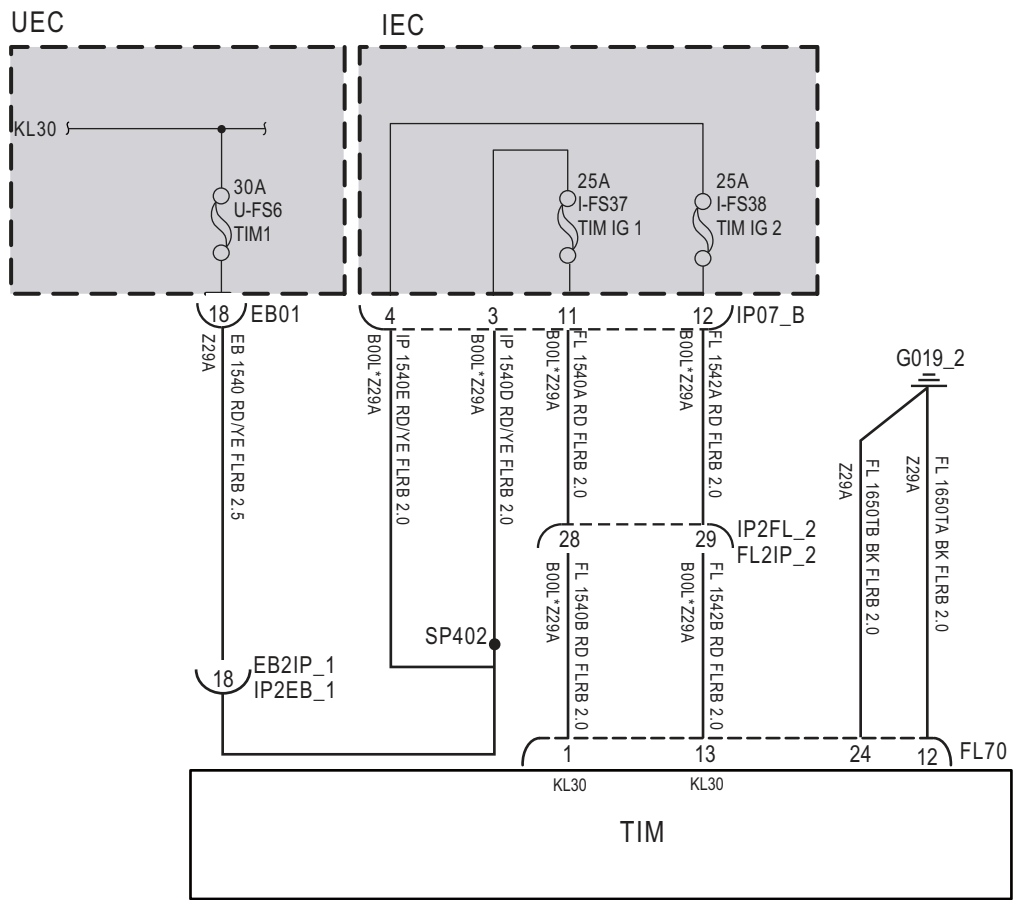 UEC
IEC
KL30
30A
U-FS6
TIM1
25A
I-FS37
TIM IG 1
25A
I-FS38
TIM IG 2
18
EB01
4
3
11
12
IP07_B
EB 1540 RD/YE FLRB 2.5
Z29A
IP 1540E RD/YE FLRB 2.0
B00L*Z29A
IP 1540D RD/YE FLRB 2.0
B00L*Z29A
FL 1540A RD FLRB 2.0
B00L*Z29A
FL 1542A RD FLRB 2.0
B00L*Z29A
G019_2
FL 1650TB BK FLRB 2.0
Z29A
FL 1650TA BK FLRB 2.0
Z29A
28
29
IP2FL_2
FL2IP_2
FL 1540B RD FLRB 2.0
B00L*Z29A
FL 1542B RD FLRB 2.0
B00L*Z29A
SP402
18
EB2IP_1
IP2EB_1
1
13
24
12
FL70
KL30
KL30
TIM